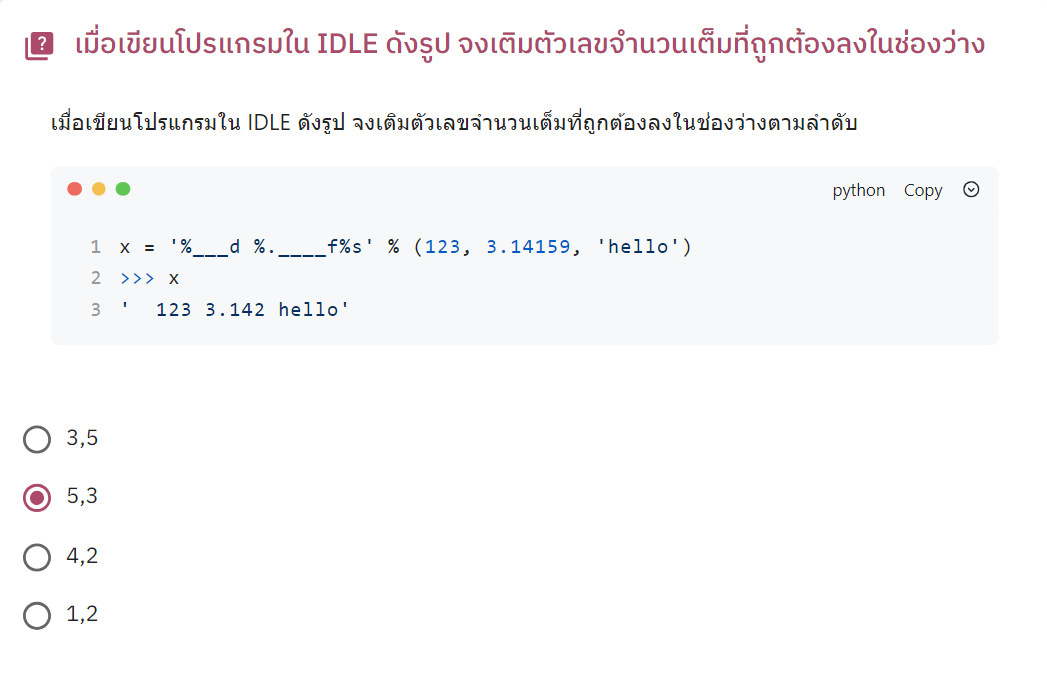 เมื่อเขียนโปรแกรมใน IDLE ดังรูป จงเติมตัวเลขจำนวนเต็มที่ถูกต้องลงในช่องว่าง
เมื่อเขียนโปรแกรมใน IDLE ดังรูป จงเติมตัวเลขจำนวนเต็มที่ถูกต้องลงในช่องว่างตามลำดับ
python Copy
1 x = '%___d %.____f%s' % (123, 3.14159, 'hello')
2 >>> x
3 '  123 3.142 hello'
3,5
5,3
4,2
1,2